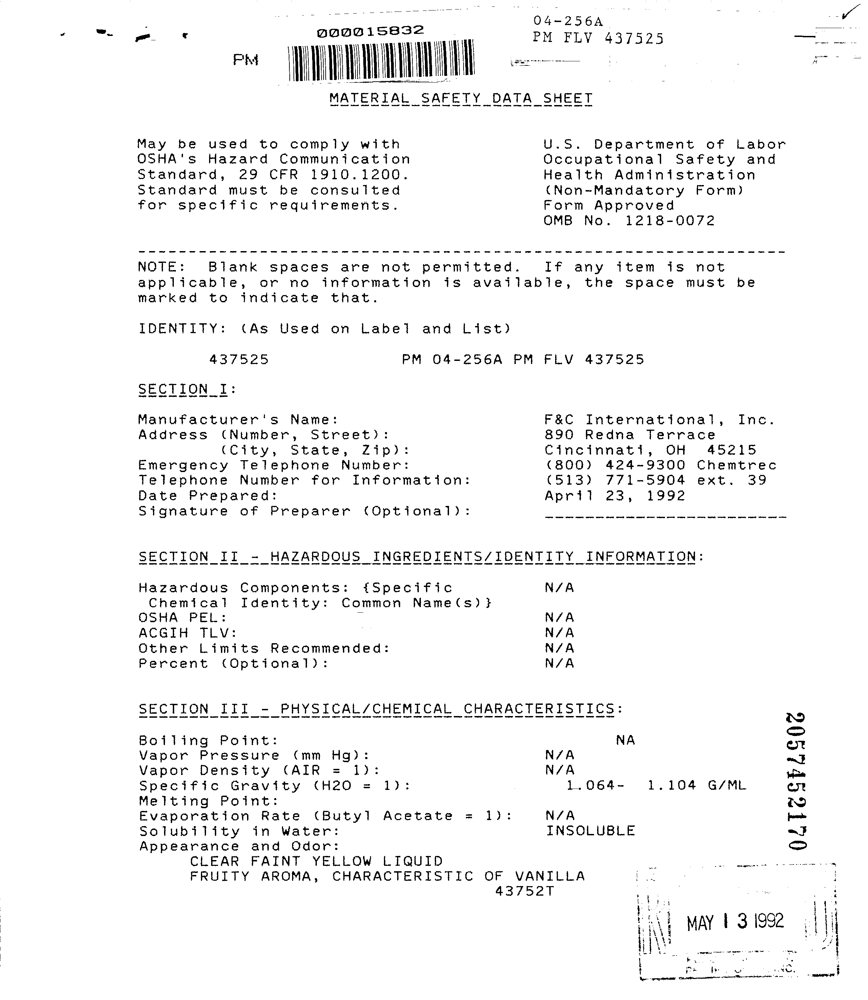 000015832
04-256A
PM FLV 437525
PM
MATERIAL SAFETY DATA SHEET
May be used to comply with
OSHA's Hazard Communication
Standard, 29 CFR 1910.1200.
Standard must be consulted
for specific requirements.
U.S. Department of Labor
Occupational Safety and
Health Administration
(Non-Mandatory Form)
Form Approved
OMB No. 1218-0072
NOTE: Blank spaces are not permitted. If any item is not
applicable, or no information is available, the space must be
marked to indicate that.
IDENTITY: (As Used on Label and List)
437525 PM 04-256A PM FLV 437525
SECTION I:
Manufacturer's Name: F&C International, Inc.
Address (Number, Street): 890 Redna Terrace
(City, State, Zip): Cincinnati, OH 45215
Emergency Telephone Number: (800) 424-9300 Chemtrec
Telephone Number for Information: (513) 771-5904 ext. 39
Date Prepared: April 23, 1992
Signature of Preparer (Optional):
SECTION II - HAZARDOUS INGREDIENTS/IDENTITY INFORMATION:
Hazardous Components: {Specific N/A
Chemical Identity: Common Name(s)}
OSHA PEL: N/A
ACGIH TLV: N/A
Other Limits Recommended: N/A
Percent (Optional): N/A
SECTION III - PHYSICAL/CHEMICAL CHARACTERISTICS:
Boiling Point: NA
Vapor Pressure (mm Hg): N/A
Vapor Density (AIR = 1): N/A
Specific Gravity (H2O = 1): 1.064- 1.104 G/ML
Melting Point:
Evaporation Rate (Butyl Acetate = 1): N/A
Solubility in Water: INSOLUBLE
Appearance and Odor:
CLEAR FAINT YELLOW LIQUID
FRUITY AROMA, CHARACTERISTIC OF VANILLA
43752T
2057452170
MAY 13 1992